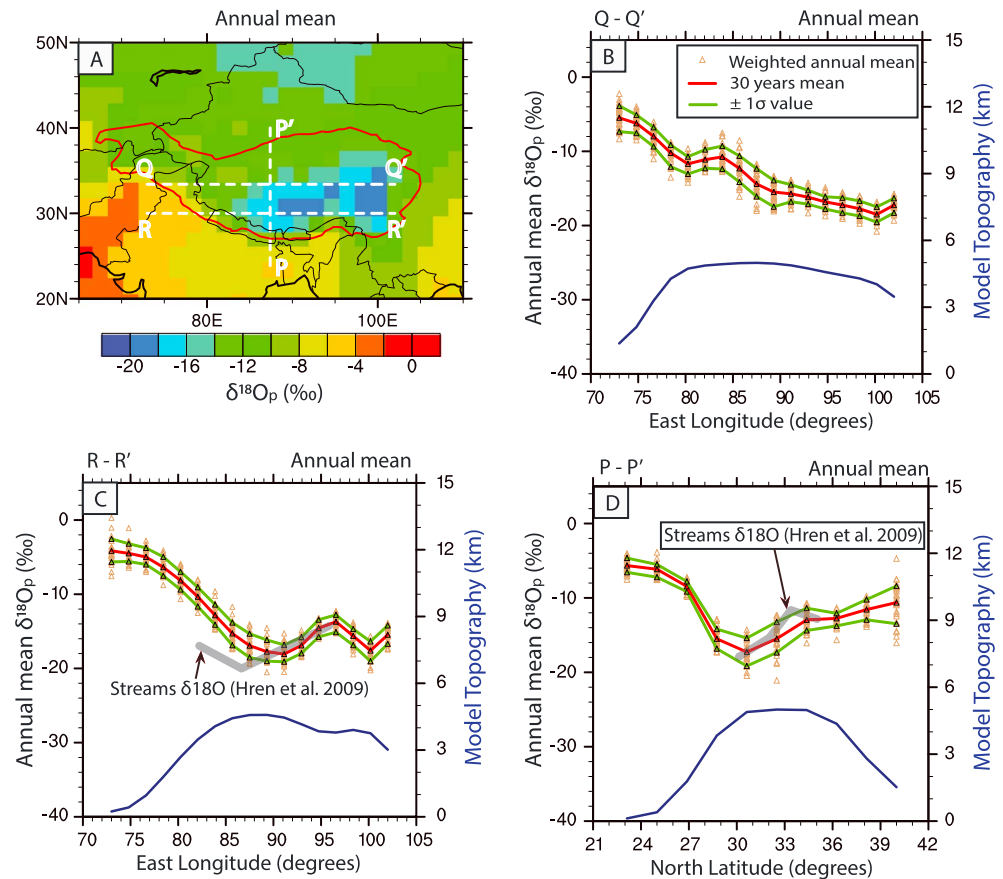 Annual mean
A
50N
40N
30N
20N
80E
100E
P'
Q
Q'
R
R'
P
-20
-16
-12
-8
-4
0
δ¹⁸Oₚ (‰)
Q - Q'
Annual mean
B
Weighted annual mean
30 years mean
± 1σ value
0
-10
-20
-30
-40
Annual mean δ¹⁸Oₚ (‰)
15
12
9
6
3
0
Model Topography (km)
70 75 80 85 90 95 100 105
East Longitude (degrees)
R - R'
Annual mean
C
0
-10
-20
-30
-40
Annual mean δ¹⁸Oₚ (‰)
Streams δ18O (Hren et al. 2009)
15
12
9
6
3
0
Model Topography (km)
70 75 80 85 90 95 100 105
East Longitude (degrees)
P - P'
Annual mean
D
Streams δ18O (Hren et al. 2009)
0
-10
-20
-30
-40
Annual mean δ¹⁸Oₚ (‰)
15
12
9
6
3
0
Model Topography (km)
21 24 27 30 33 36 39 42
North Latitude (degrees)